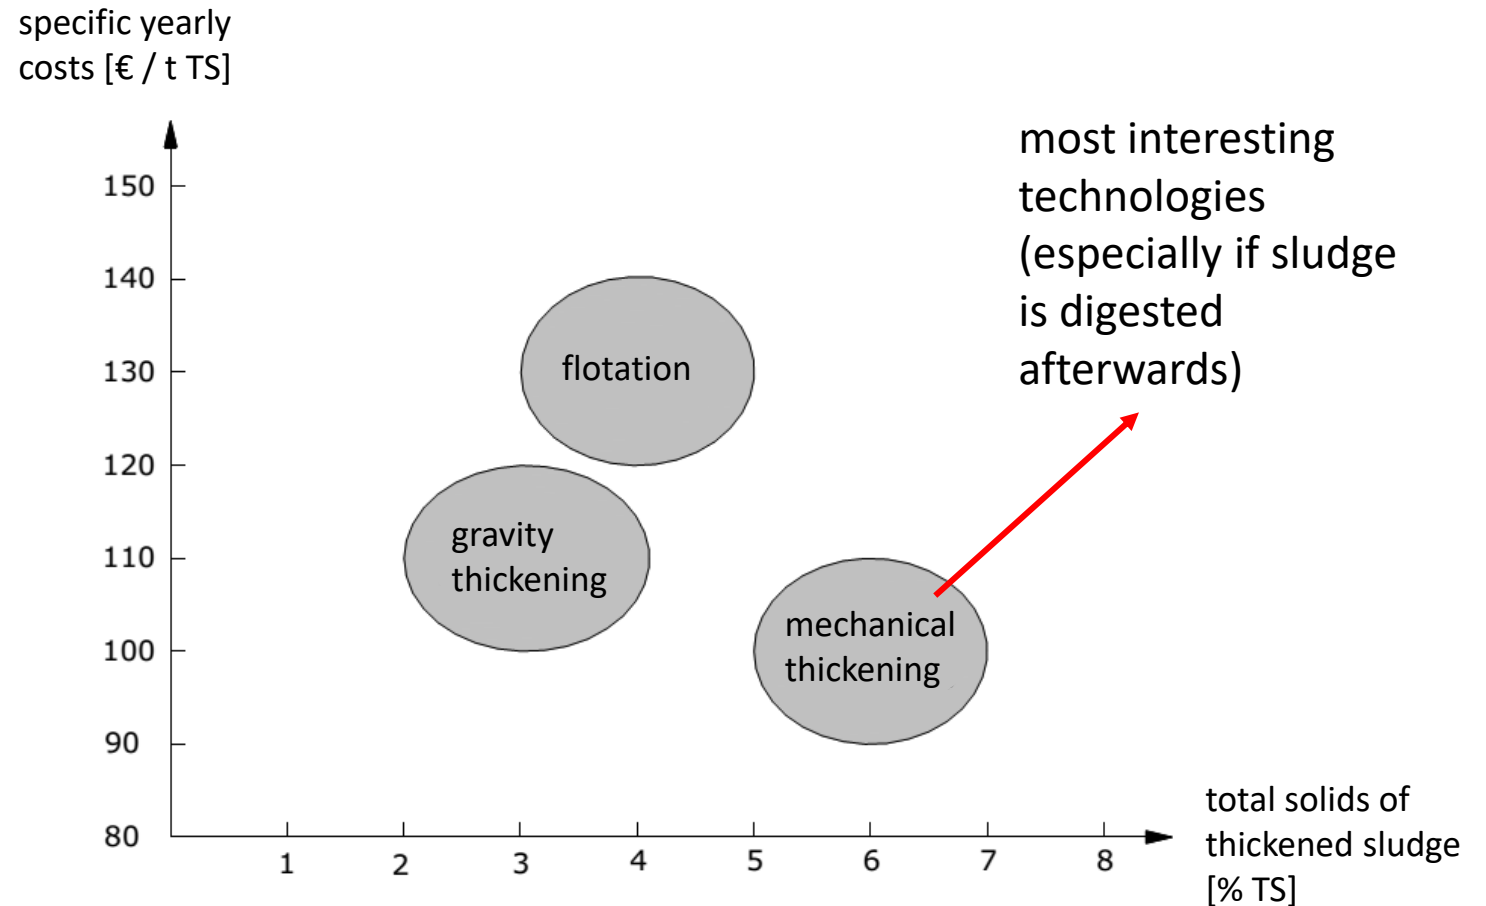 specific yearly
costs [€ / t TS]
most interesting
technologies
(especially if sludge
is digested
afterwards)
150
140
130
120
110
100
90
80
flotation
gravity
thickening
mechanical
thickening
1
2
3
4
5
6
7
8
total solids of
thickened sludge
[% TS]